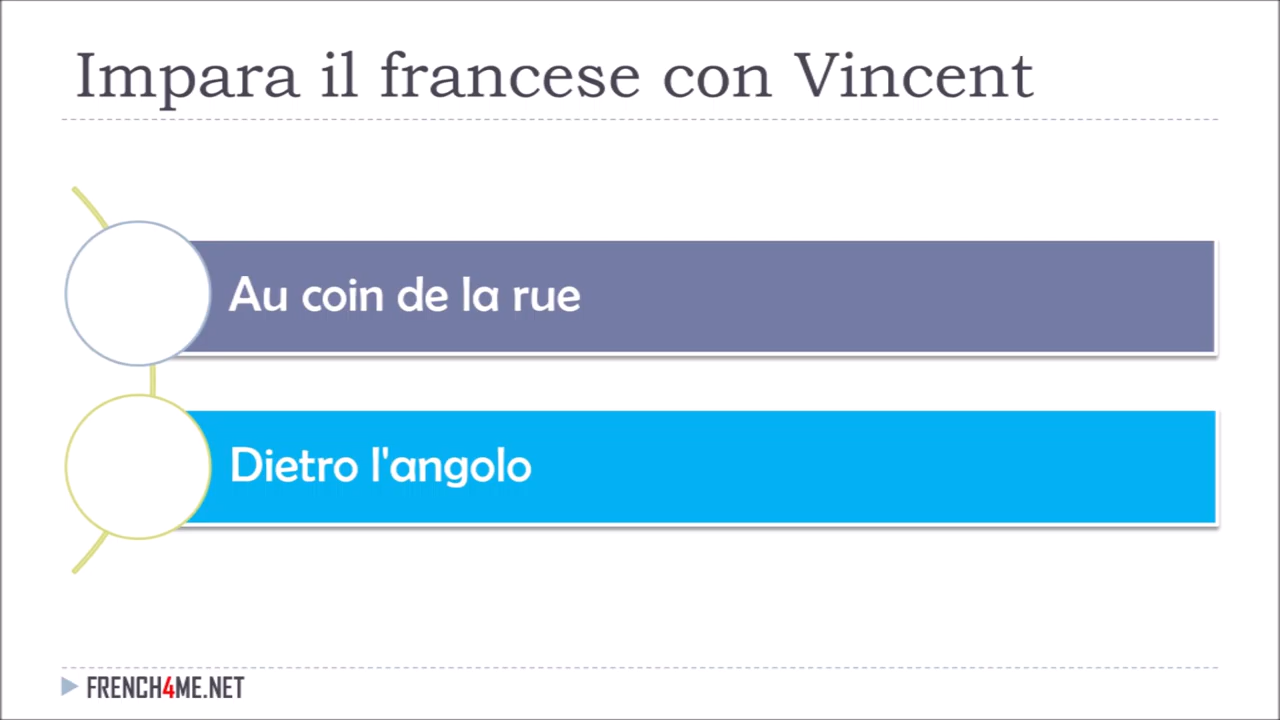 Impara il francese con Vincent
Au coin de la rue
Dietro l'angolo
FRENCH4ME.NET